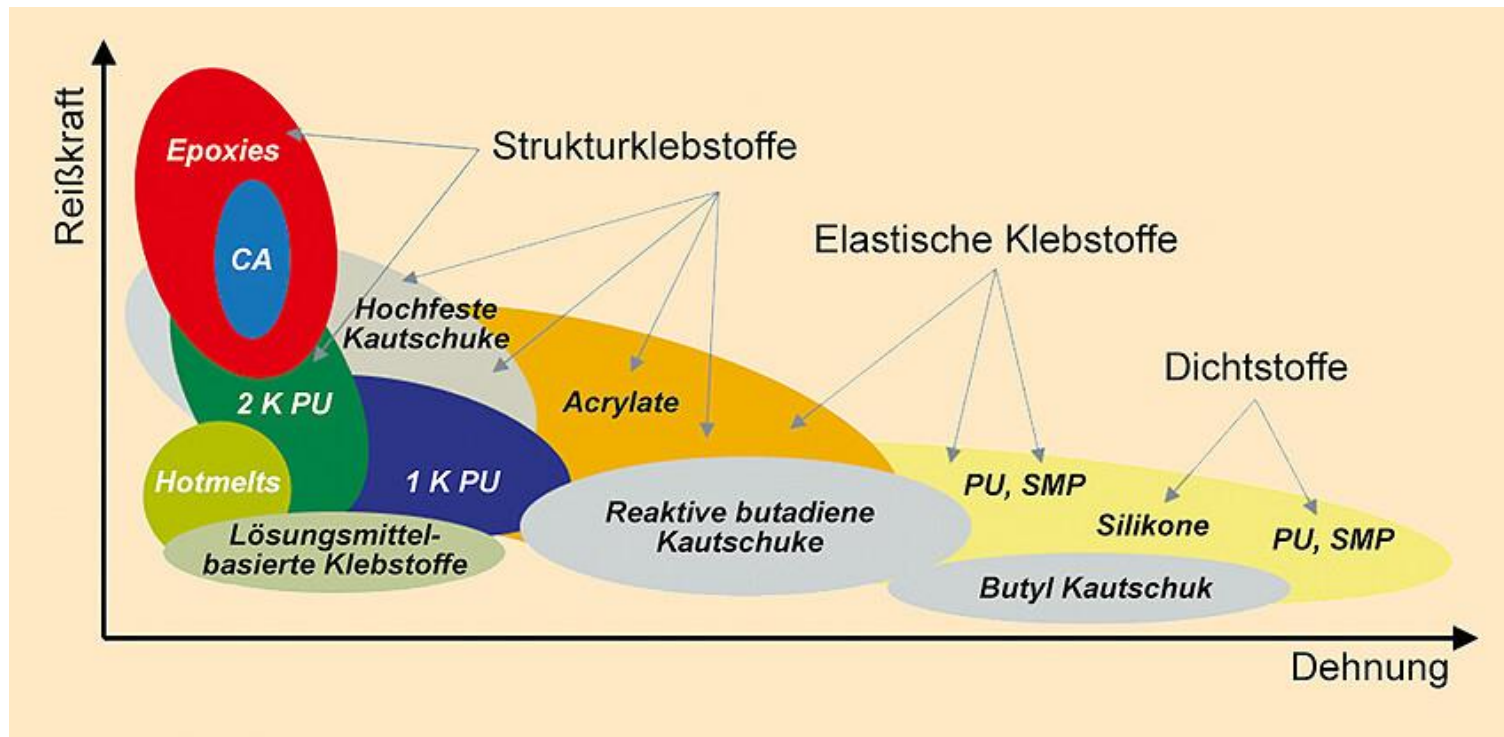 Reißkraft
Epoxies
Strukturklebstoffe
CA
Elastische Klebstoffe
Hochfeste
Kautschuke
Dichtstoffe
2 K PU
Acrylate
Hotmelts
1 K PU
PU, SMP
Reaktive butadiene
Kautschuke
Silikone
PU, SMP
Lösungsmittel-
basierte Klebstoffe
Butyl Kautschuk
Dehnung